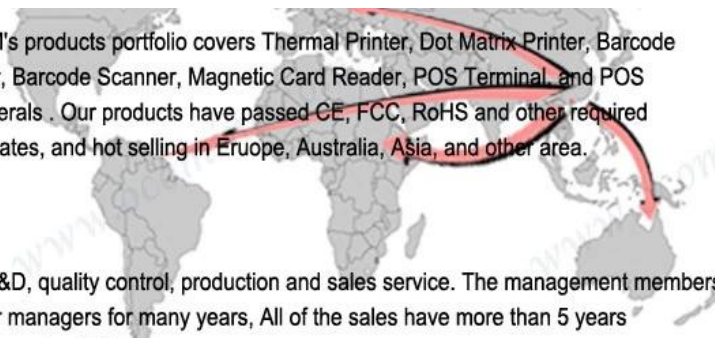 's products portfolio covers Thermal Printer, Dot Matrix Printer, Barcode
, Barcode Scanner, Magnetic Card Reader, POS Terminal, and POS
erals . Our products have passed CE, FCC, RoHS and other required
ates, and hot selling in Eruope, Australia, Asia, and other area.
&D, quality control, production and sales service. The management members
r managers for many years, All of the sales have more than 5 years